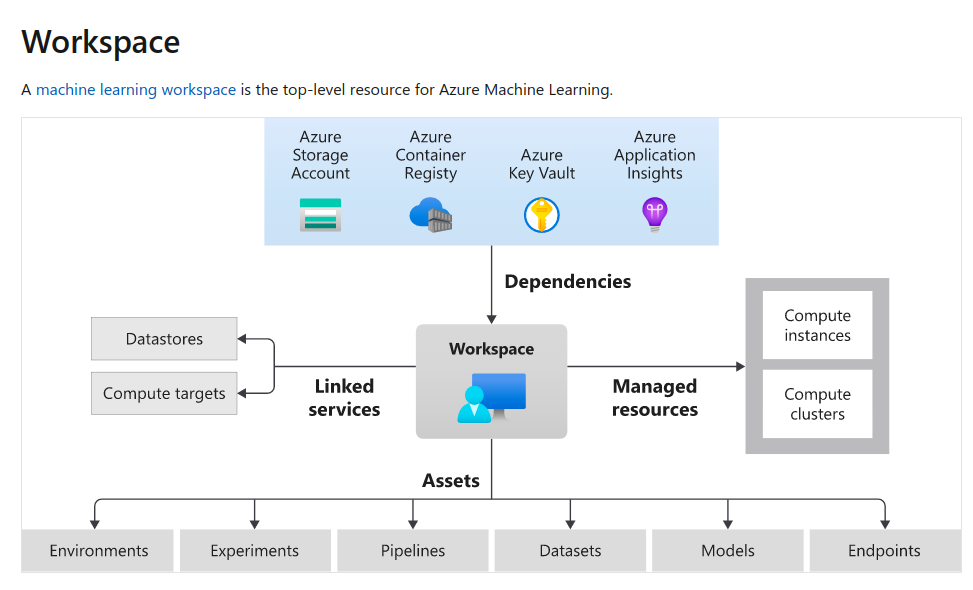 Workspace
A machine learning workspace is the top-level resource for Azure Machine Learning.
Azure
Storage
Account
Azure
Container
Registy
Azure
Key Vault
Azure
Application
Insights
Dependencies
Datastores
Compute targets
Linked
services
Workspace
Managed
resources
Compute
instances
Compute
clusters
Assets
Environments
Experiments
Pipelines
Datasets
Models
Endpoints